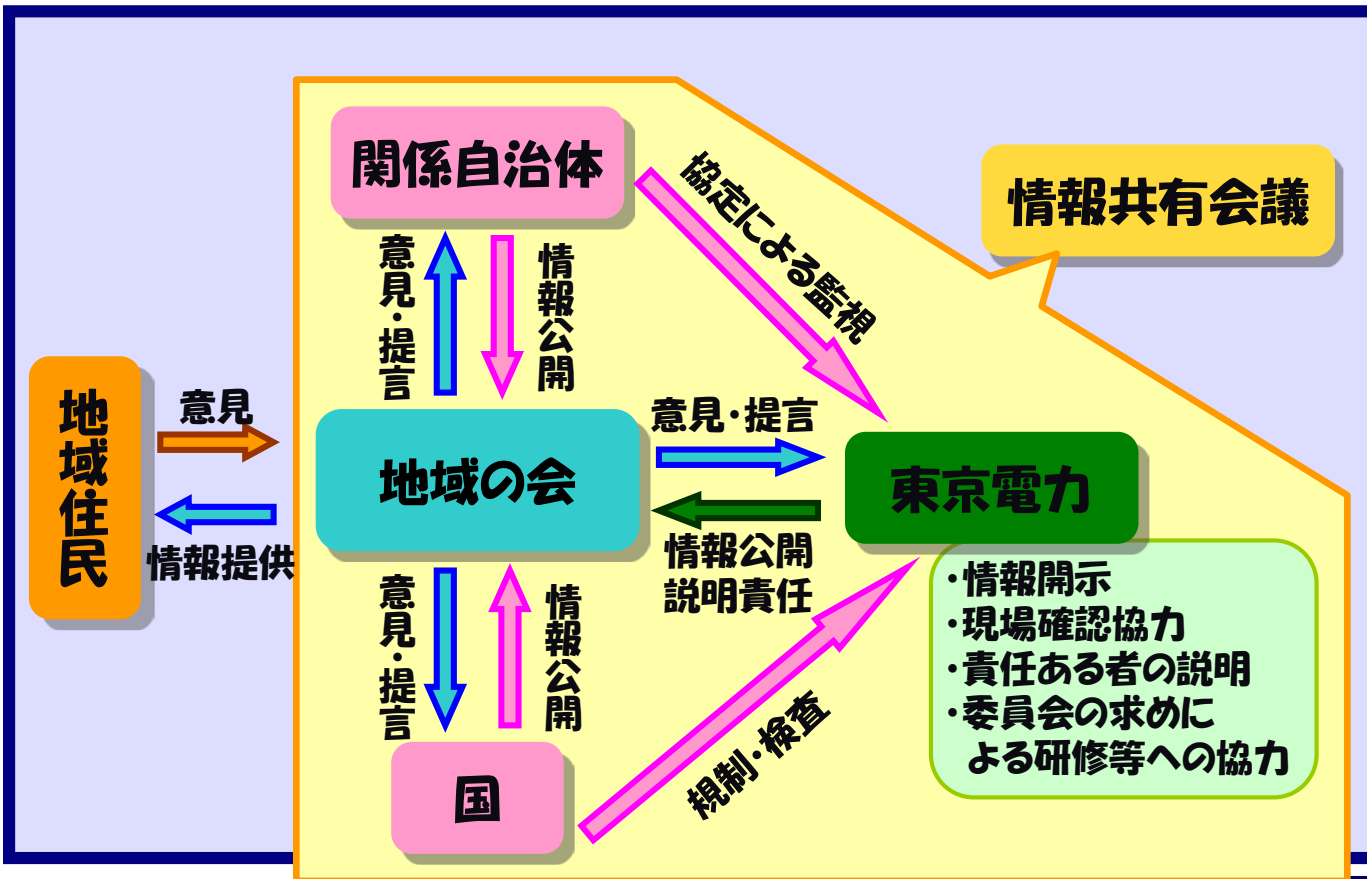 関係自治体
情報共有会議
協定による監視
意見・提言
情報公開
地域住民
意見
情報提供
地域の会
意見・提言
情報公開
説明責任
東京電力
・情報開示
・現場確認協力
・責任ある者の説明
・委員会の求めに
よる研修等への協力
意見・提言
情報公開
規制・検査
国